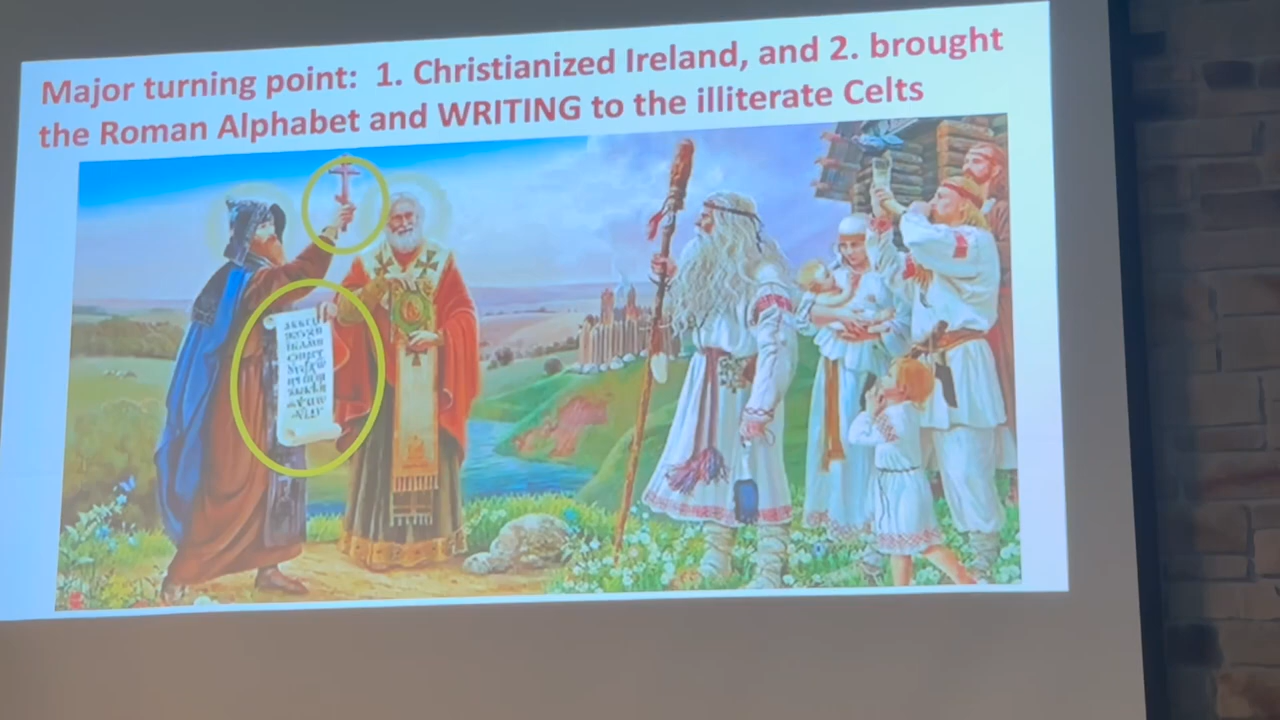 Major turning point:  1. Christianized Ireland, and 2. brought
the Roman Alphabet and WRITING to the illiterate Celts